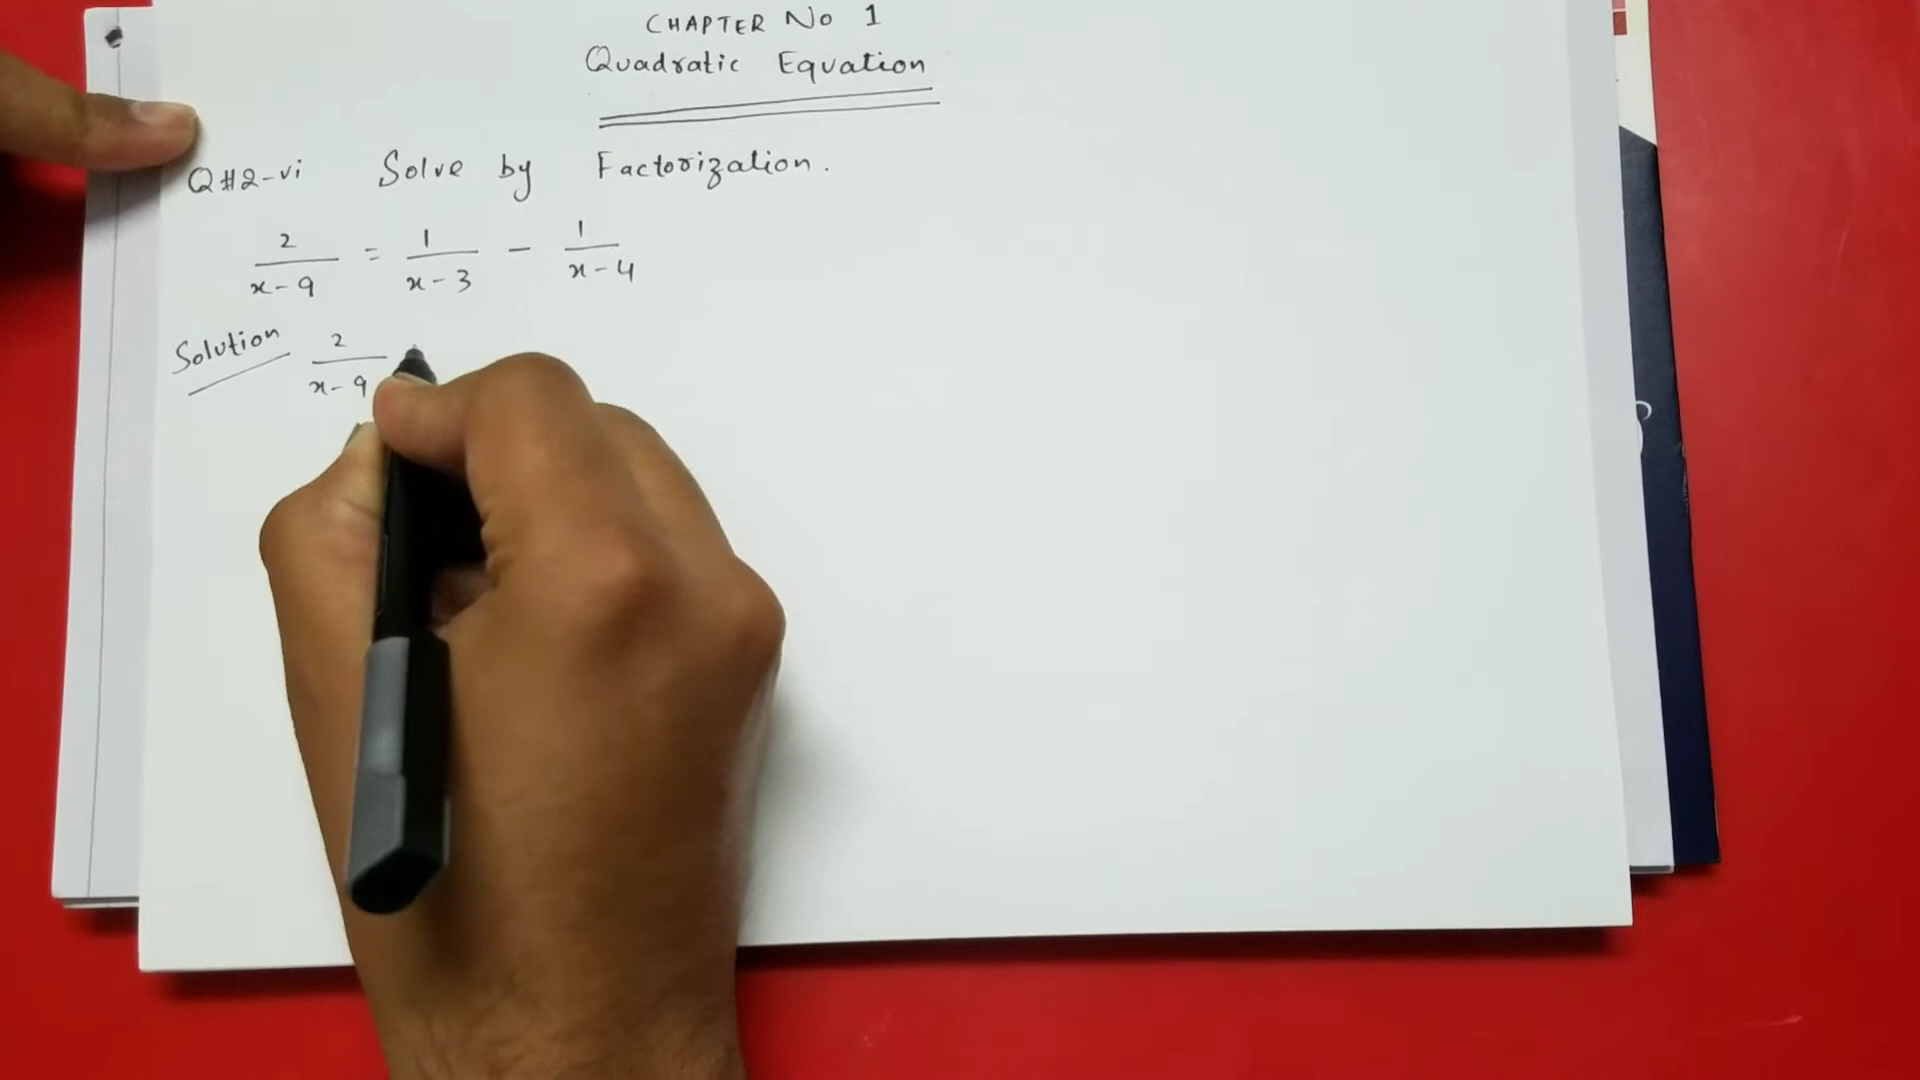 CHAPTER No 1
Quadratic Equation
Q#2-vi Solve by Factorization.
2/(x-9) = 1/(x-3) - 1/(x-4)
Solution 2/(x-9)